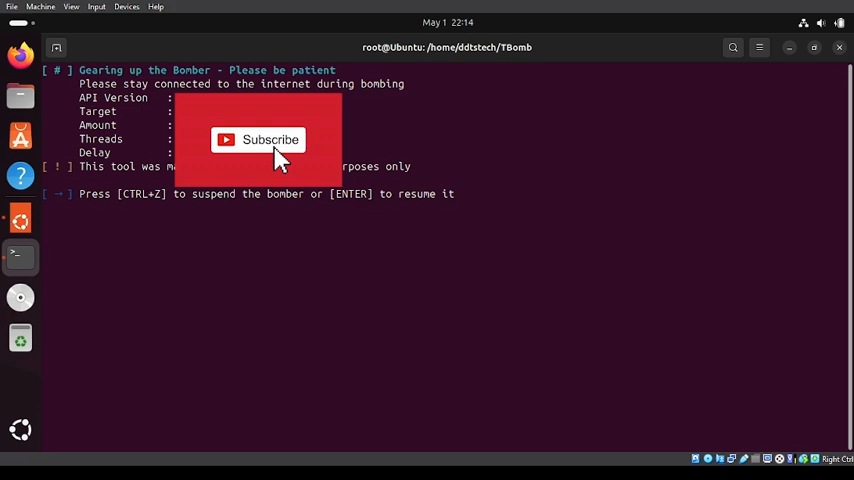 File Machine View Input Devices Help
May 1 22:14
root@Ubuntu: /home/ddtstech/TBomb
[ # ] Gearing up the Bomber - Please be patient
Please stay connected to the internet during bombing
API Version :
Target :
Amount :
Subscribe
Threads :
Delay :
[ ! ] This tool was m rposes only
[ → ] Press [CTRL+Z] to suspend the bomber or [ENTER] to resume it
Right Ctrl